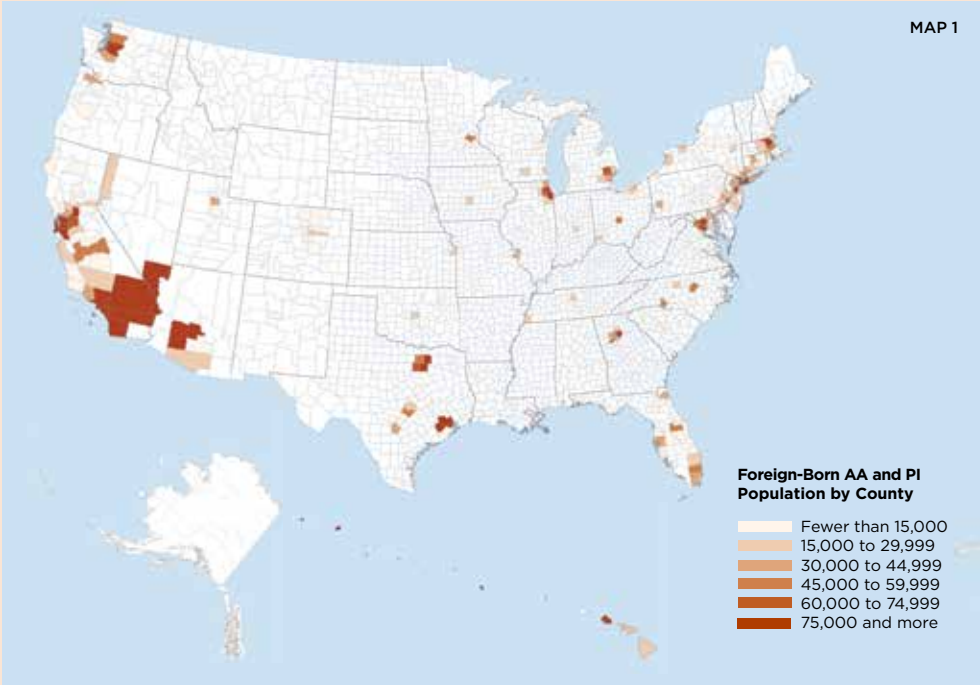 MAP 1
Foreign-Born AA and PI
Population by County
Fewer than 15,000
15,000 to 29,999
30,000 to 44,999
45,000 to 59,999
60,000 to 74,999
75,000 and more